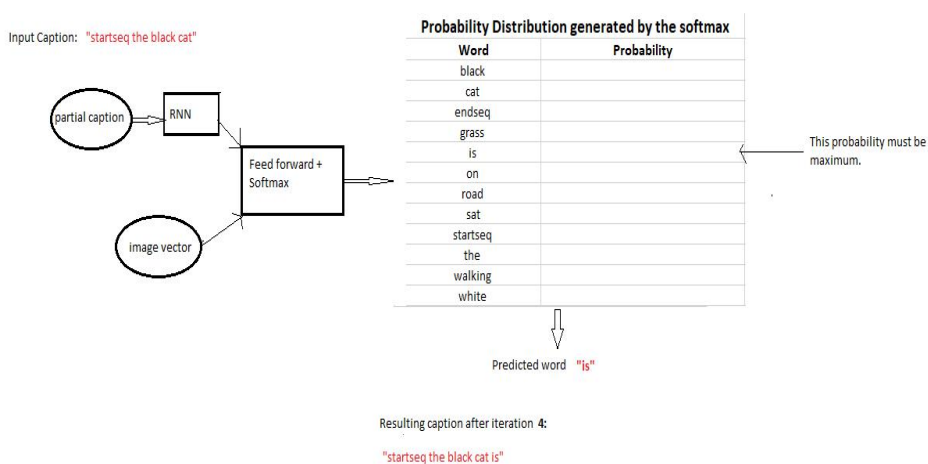 Input Caption: "startseq the black cat"
Probability Distribution generated by the softmax
Word Probability
black
cat
endseq
grass
is
on
road
sat
startseq
the
walking
white
partial caption
RNN
Feed forward +
Softmax
image vector
This probability must be
maximum.
Predicted word "is"
Resulting caption after iteration 4:
"startseq the black cat is"